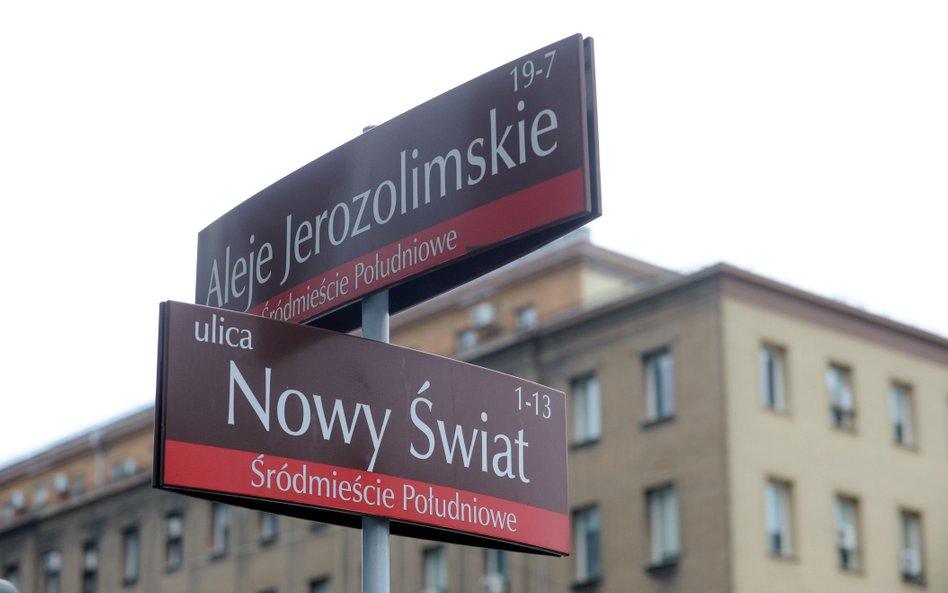 19-7
Aleje Jerozolimskie
Śródmieście Południowe
ulica
1-13
Nowy Świat
Śródmieście Południowe